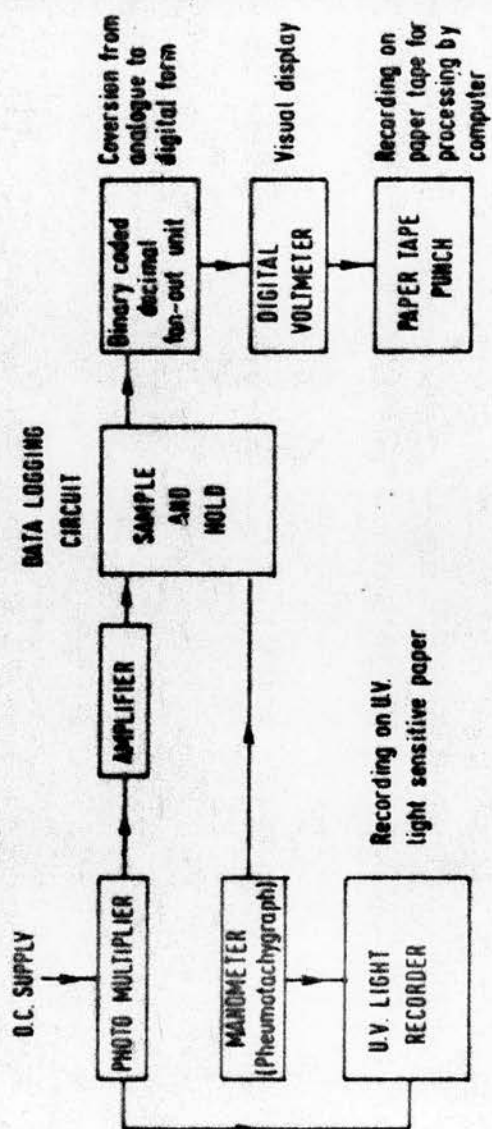 D.C. SUPPLY
PHOTO MULTIPLIER
AMPLIFIER
DATA LOGGING
CIRCUIT
SAMPLE
AND
HOLD
Binary coded
decimal
fan-out unit
Coversion from
analogue to
digital form
MANOMETER
(Pheumotachygraph)
DIGITAL
VOLTMETER
Visual display
U.V. LIGHT
RECORDER
Recording on U.V.
light sensitive paper
PAPER TAPE
PUNCH
Recording on
paper tape for
processing by
computer